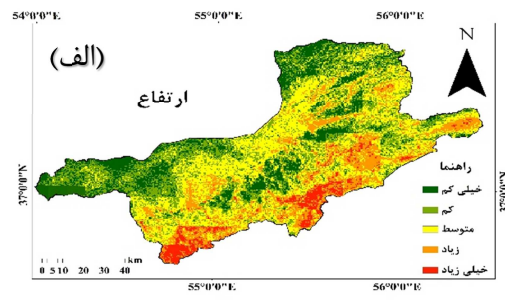 54°0'0"E 55°0'0"E 56°0'0"E
N
(الف)
ارتفاع
37°0'0"N
راهنما
خیلی کم
کم
متوسط
زیاد
خیلی زیاد
km
0 5 10 20 30 40
55°0'0"E 56°0'0"E